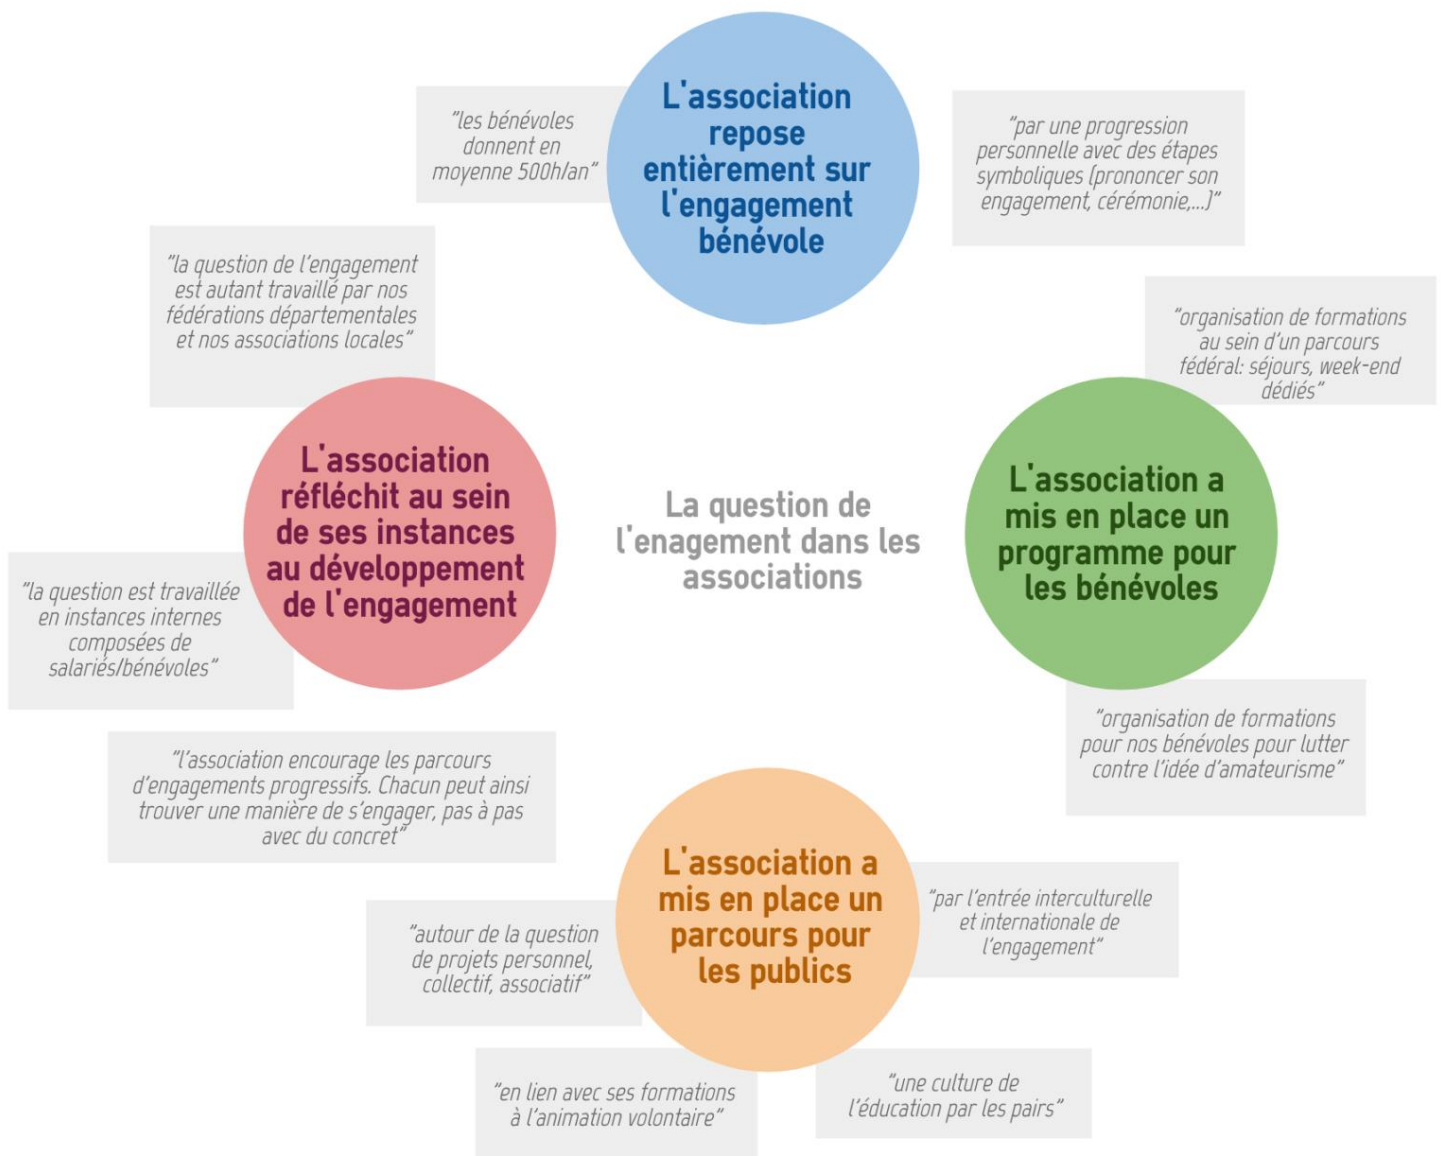 L'association
repose
entièrement sur
l'engagement
bénévole
"les bénévoles
donnent en
moyenne 500h/an"
"par une progression
personnelle avec des étapes
symboliques (prononcer son
engagement, cérémonie,...)"
"la question de l'engagement
est autant travaillé par nos
fédérations départementales
et nos associations locales"
"organisation de formations
au sein d'un parcours
fédéral: séjours, week-end
dédiés"
L'association
réfléchit au sein
de ses instances
au développement
de l'engagement
La question de
l'enagement dans les
associations
L'association a
mis en place un
programme pour
les bénévoles
"la question est travaillée
en instances internes
composées de
salariés/bénévoles"
"organisation de formations
pour nos bénévoles pour lutter
contre l'idée d'amateurisme"
"l'association encourage les parcours
d'engagements progressifs. Chacun peut ainsi
trouver une manière de s'engager, pas à pas
avec du concret"
L'association a
mis en place un
parcours pour
les publics
"par l'entrée interculturelle
et internationale de
l'engagement"
"autour de la question
de projets personnel,
collectif, associatif"
"en lien avec ses formations
à l'animation volontaire"
"une culture de
l'éducation par les pairs"